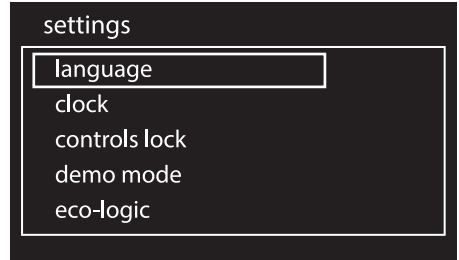 settings
language
clock
controls lock
demo mode
eco-logic